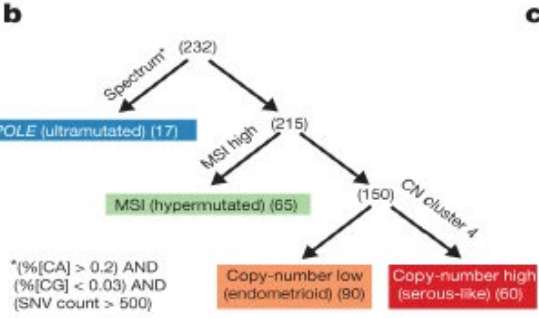 b
c
(232)
Spectrum*
POLE (ultramutated) (17)
(215)
MSI high
MSI (hypermutated) (65)
(150)
CN cluster 4
*(%[CA] > 0.2) AND
(%[CG] < 0.03) AND
(SNV count > 500)
Copy-number low
(endometrioid) (90)
Copy-number high
(serous-like) (60)